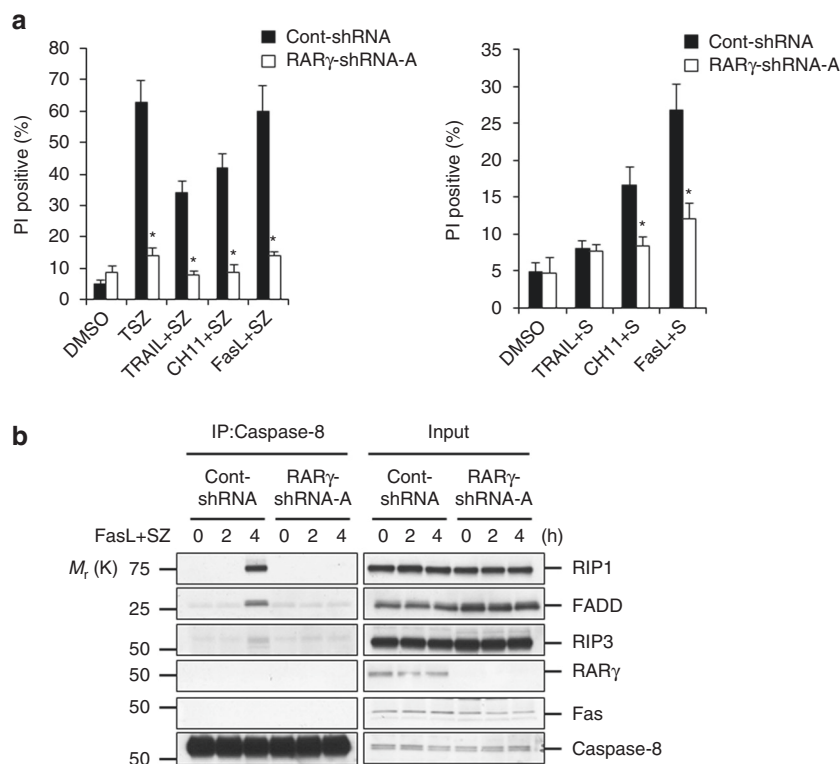 a
Cont-shRNA
RARγ-shRNA-A
PI positive (%)
80
70
60
50
40
30
20
10
0
* * * *
DMSO
TSZ
TRAIL+SZ
CH11+SZ
FasL+SZ
Cont-shRNA
RARγ-shRNA-A
PI positive (%)
35
30
25
20
15
10
5
0
* *
DMSO
TRAIL+S
CH11+S
FasL+S
b
IP:Caspase-8 Input
Cont-shRNA RARγ-shRNA-A Cont-shRNA RARγ-shRNA-A
FasL+SZ 0 2 4 0 2 4 0 2 4 0 2 4 (h)
Mr (K) 75 RIP1
25 FADD
50 RIP3
50 RARγ
50 Fas
50 Caspase-8